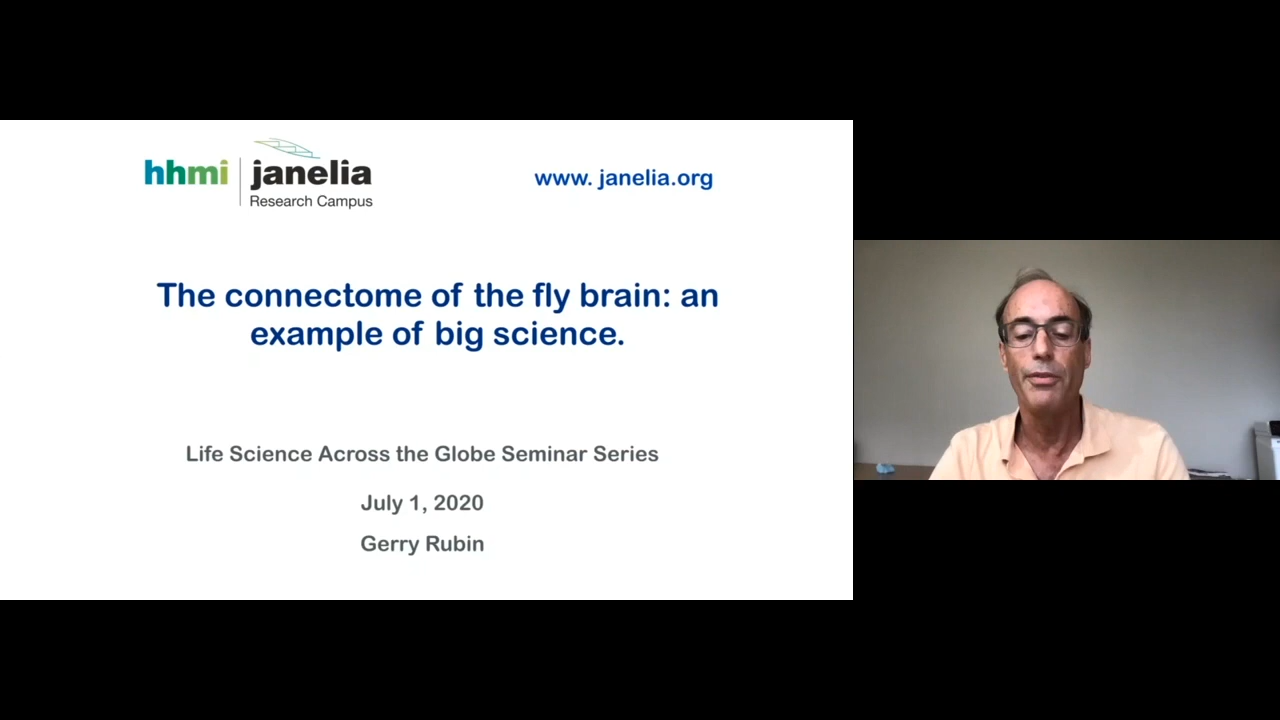 hhmi janelia
Research Campus
www. janelia.org
The connectome of the fly brain: an
example of big science.
Life Science Across the Globe Seminar Series
July 1, 2020
Gerry Rubin